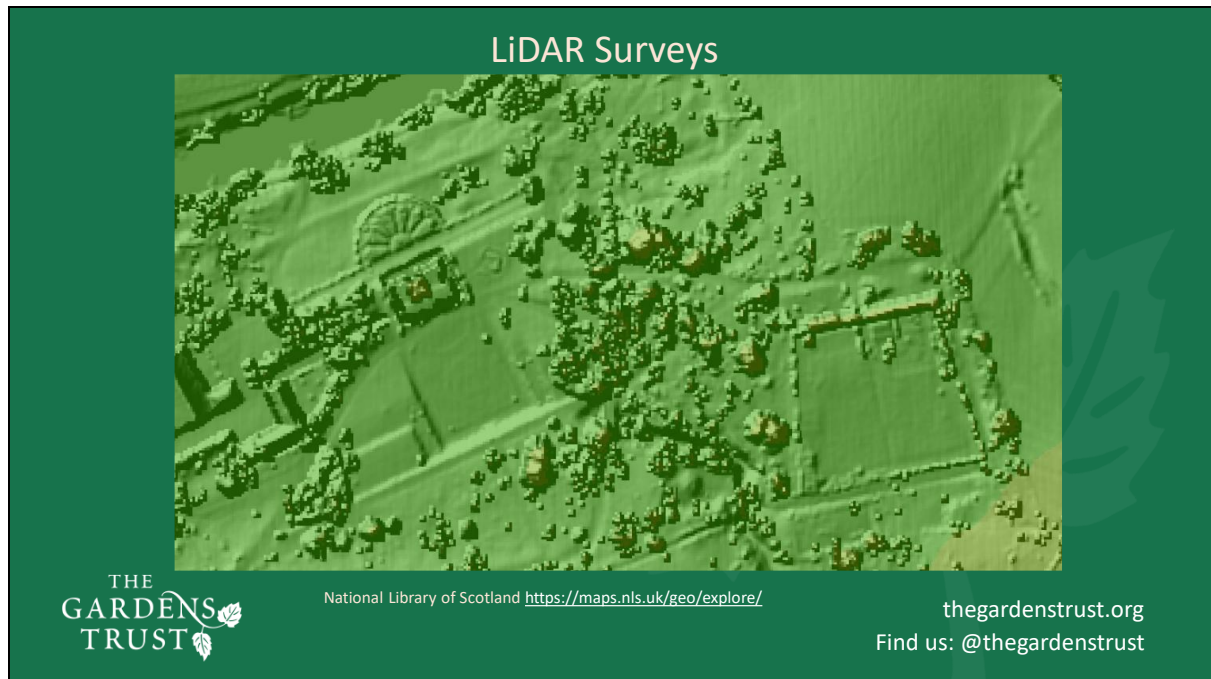 LiDAR Surveys
National Library of Scotland https://maps.nls.uk/geo/explore/
THE
GARDENS
TRUST
thegardenstrust.org
Find us: @thegardenstrust